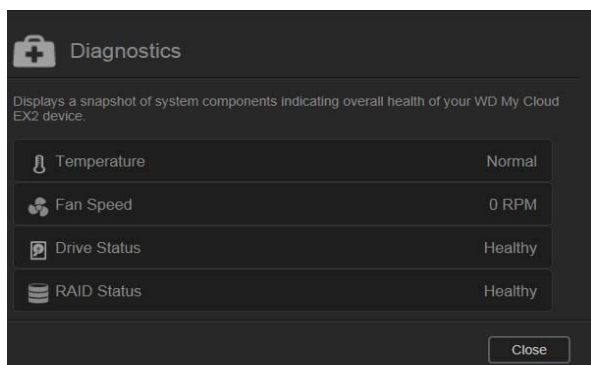 Diagnostics
Displays a snapshot of system components indicating overall health of your WD My Cloud
EX2 device.
Temperature Normal
Fan Speed 0 RPM
Drive Status Healthy
RAID Status Healthy
Close